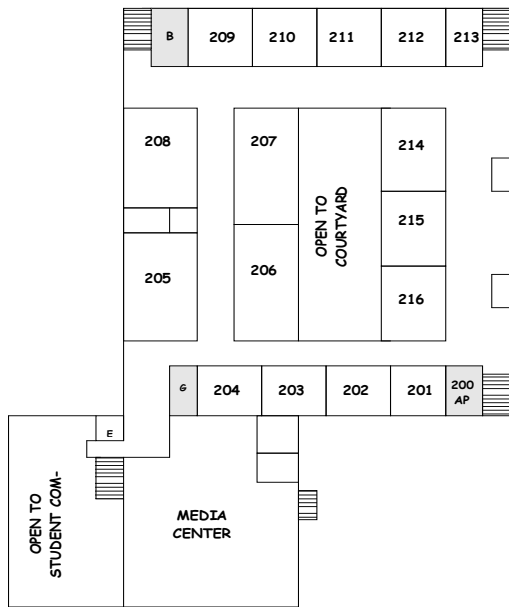 B
209
210
211
212
213
208
207
214
OPEN TO
COURTYARD
215
205
206
216
G
204
203
202
201
200
AP
E
OPEN TO
STUDENT COM-
MEDIA
CENTER